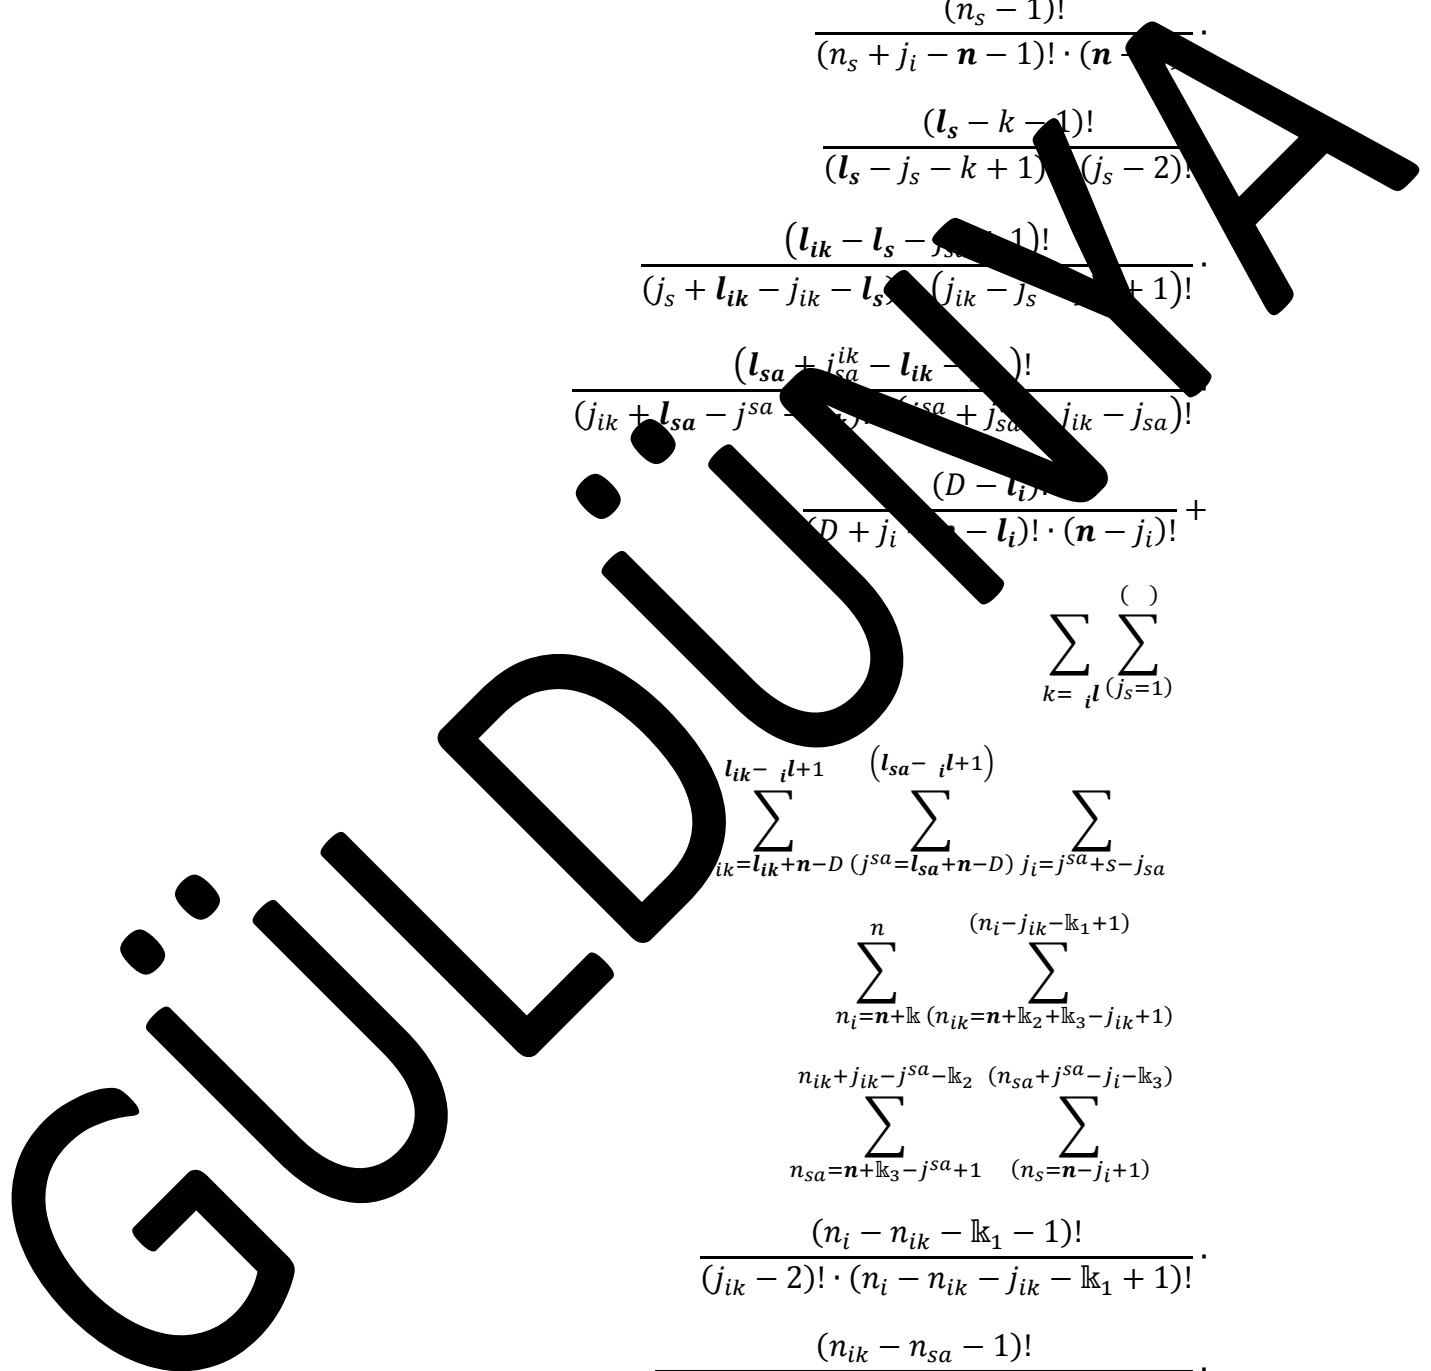 (n_s − 1)!
(n_s + j_i − n − 1)! · (n −
(l_s − k − 1)!
(l_s − j_s − k + 1) (j_s − 2)!
(l_ik − l_s − 1)!
(j_s + l_ik − j_ik − l_s) (j_ik − j_s + 1)! ·
(l_sa + j_sa^ik − l_ik − )!
(j_ik + l_sa − j^sa j^sa + j_sa j_ik − j_sa)!
(D − l_i)!
(D + j_i − l_i)! · (n − j_i)! +
( )
∑ ∑
k= _il (j_s=1)
l_ik− _il+1 (l_sa− _il+1)
∑ ∑ ∑
ik=l_ik+n−D (j^sa=l_sa+n−D) j_i=j^sa+s−j_sa
n (n_i−j_ik−𝕜_1+1)
∑ ∑
n_i=n+𝕜 (n_ik=n+𝕜_2+𝕜_3−j_ik+1)
n_ik+j_ik−j^sa−𝕜_2 (n_sa+j^sa−j_i−𝕜_3)
∑ ∑
n_sa=n+𝕜_3−j^sa+1 (n_s=n−j_i+1)
(n_i − n_ik − 𝕜_1 − 1)!
(j_ik − 2)! · (n_i − n_ik − j_ik − 𝕜_1 + 1)! ·
(n_ik − n_sa − 1)!
GÜLDÜNYA